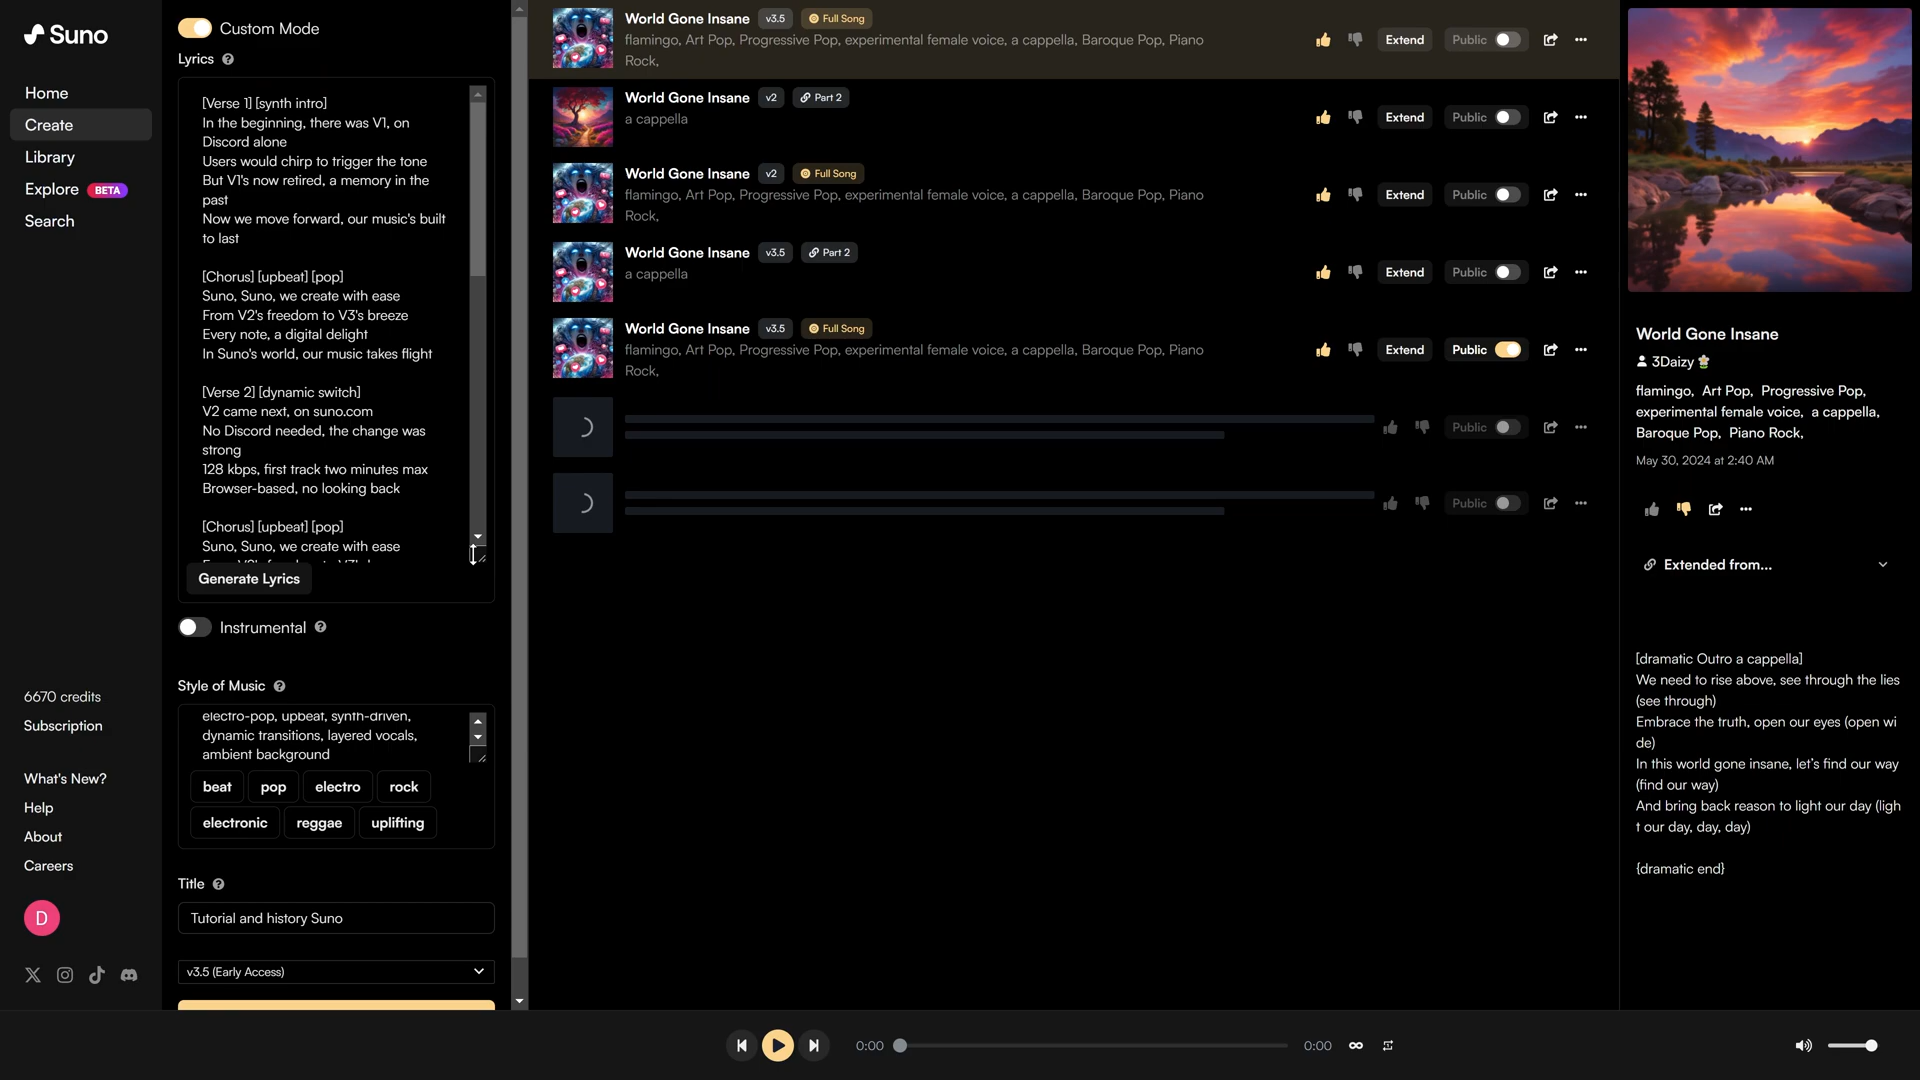 Suno
Home
Create
Library
Explore BETA
Search
6670 credits
Subscription
What's New?
Help
About
Careers
D
Custom Mode
Lyrics
[Verse 1] [synth intro]
In the beginning, there was V1, on
Discord alone
Users would chirp to trigger the tone
But V1's now retired, a memory in the
past
Now we move forward, our music's built
to last
[Chorus] [upbeat] [pop]
Suno, Suno, we create with ease
From V2's freedom to V3's breeze
Every note, a digital delight
In Suno's world, our music takes flight
[Verse 2] [dynamic switch]
V2 came next, on suno.com
No Discord needed, the change was
strong
128 kbps, first track two minutes max
Browser-based, no looking back
[Chorus] [upbeat] [pop]
Suno, Suno, we create with ease
Generate Lyrics
Instrumental
Style of Music
electro-pop, upbeat, synth-driven,
dynamic transitions, layered vocals,
ambient background
beat pop electro rock
electronic reggae uplifting
Title
Tutorial and history Suno
v3.5 (Early Access)
World Gone Insane v3.5 Full Song
flamingo, Art Pop, Progressive Pop, experimental female voice, a cappella, Baroque Pop, Piano
Rock,
Extend Public
World Gone Insane v2 Part 2
a cappella
Extend Public
World Gone Insane v2 Full Song
flamingo, Art Pop, Progressive Pop, experimental female voice, a cappella, Baroque Pop, Piano
Rock,
Extend Public
World Gone Insane v3.5 Part 2
a cappella
Extend Public
World Gone Insane v3.5 Full Song
flamingo, Art Pop, Progressive Pop, experimental female voice, a cappella, Baroque Pop, Piano
Rock,
Extend Public
Public
Public
World Gone Insane
3Daizy
flamingo, Art Pop, Progressive Pop,
experimental female voice, a cappella,
Baroque Pop, Piano Rock,
May 30, 2024 at 2:40 AM
Extended from...
[dramatic Outro a cappella]
We need to rise above, see through the lies
(see through)
Embrace the truth, open our eyes (open wi
de)
In this world gone insane, let's find our way
(find our way)
And bring back reason to light our day (ligh
t our day, day, day)
{dramatic end}
0:00 0:00